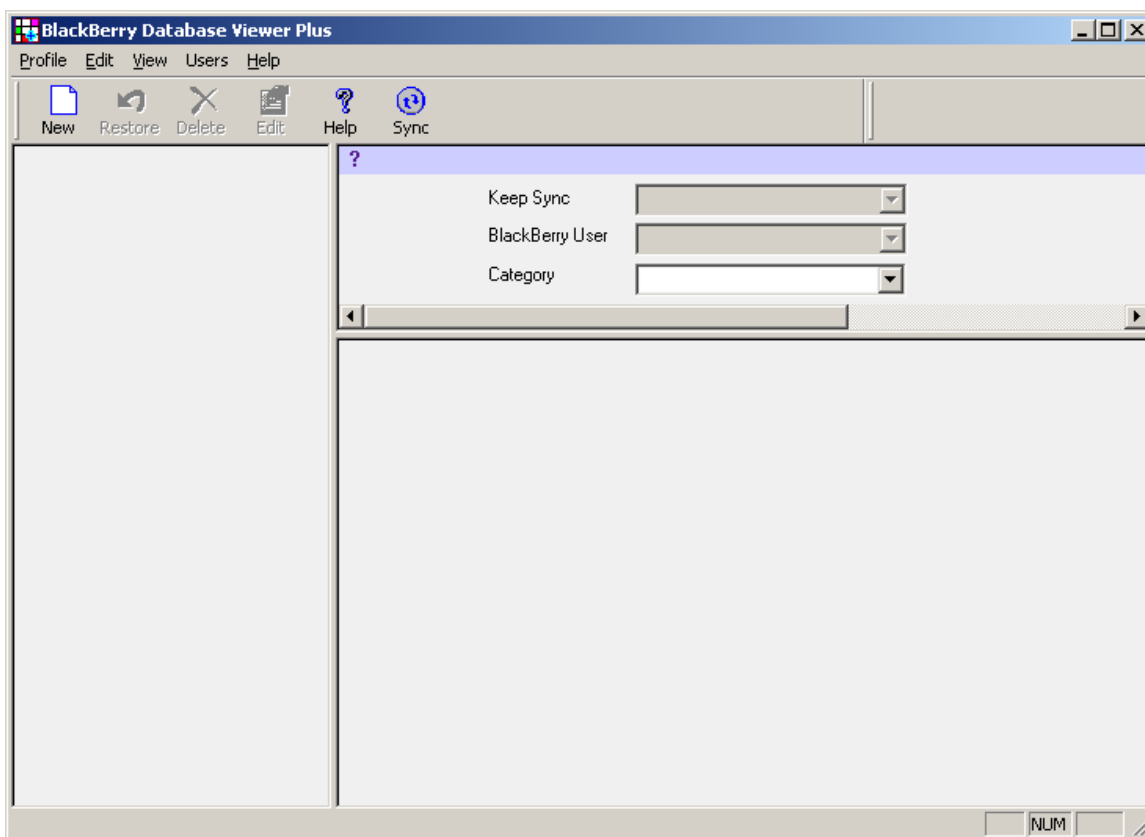 BlackBerry Database Viewer Plus
Profile Edit View Users Help
New Restore Delete Edit Help Sync
?
Keep Sync
BlackBerry User
Category
NUM